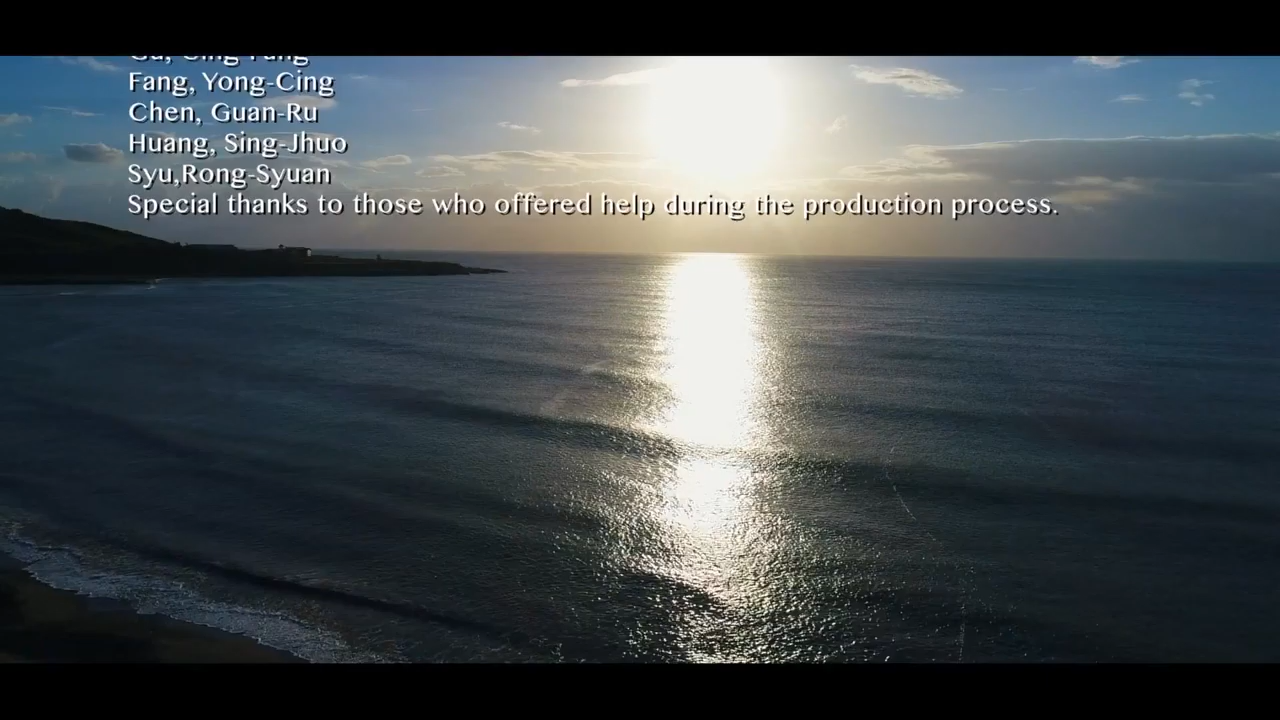 Fang, Yong-Cing
Chen, Guan-Ru
Huang, Sing-Jhuo
Syu,Rong-Syuan
Special thanks to those who offered help during the production process.